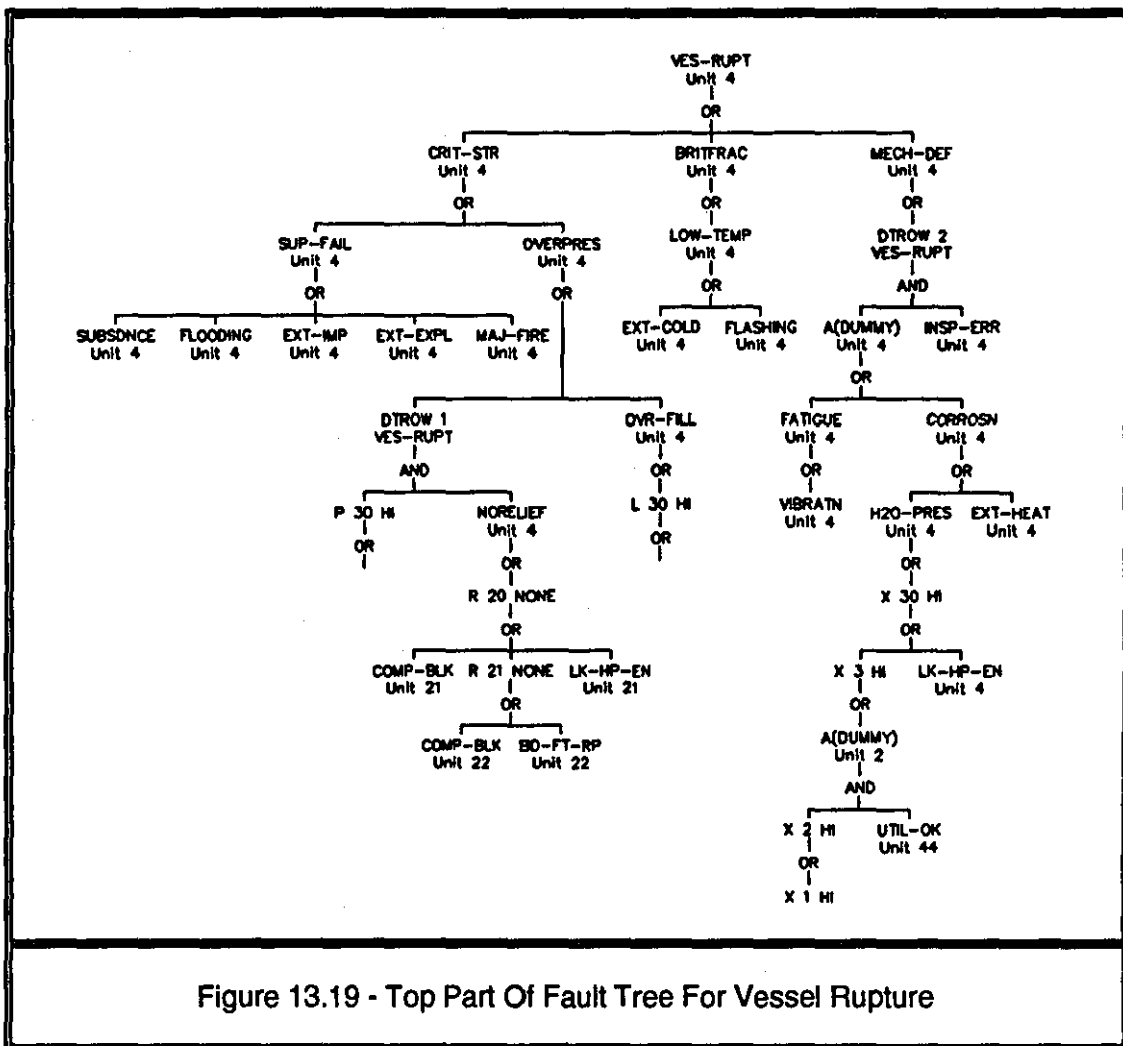 VES-RUPT
Unit 4
OR
CRIT-STR BRITFRAC MECH-DEF
Unit 4 Unit 4 Unit 4
OR OR OR
SUP-FAIL OVERPRES LOW-TEMP DTROW 2
Unit 4 Unit 4 Unit 4 VES-RUPT
OR OR OR AND
SUBSDNCE FLOODING EXT-IMP EXT-EXPL MAJ-FIRE EXT-COLD FLASHING A(DUMMY) INSP-ERR
Unit 4 Unit 4 Unit 4 Unit 4 Unit 4 Unit 4 Unit 4 Unit 4 Unit 4
OR
DTROW 1 OVR-FILL FATIGUE CORROSN
VES-RUPT Unit 4 Unit 4 Unit 4
AND OR OR OR
P 30 HI NORELIEF L 30 HI VIBRATN H2O-PRES EXT-HEAT
Unit 4 Unit 4 Unit 4 Unit 4
OR OR OR OR
R 20 NONE X 30 HI
OR OR
COMP-BLK R 21 NONE LK-HP-EN X 3 HI LK-HP-EN
Unit 21 Unit 21 Unit 4
OR OR
COMP-BLK BD-FT-RP A(DUMMY)
Unit 22 Unit 22 Unit 2
AND
X 2 HI UTIL-OK
Unit 44
OR
X 1 HI
Figure 13.19 - Top Part Of Fault Tree For Vessel Rupture